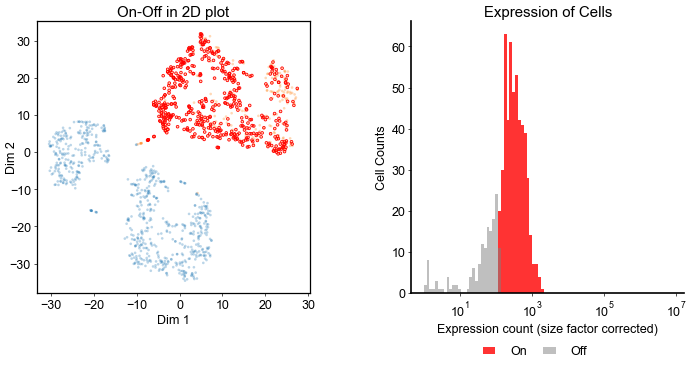 On-Off in 2D plot
Dim 2
30
20
10
0
−10
−20
−30
−30 −20 −10 0 10 20 30
Dim 1
Expression of Cells
Cell Counts
60
50
40
30
20
10
0
10^1 10^3 10^5 10^7
Expression count (size factor corrected)
On Off